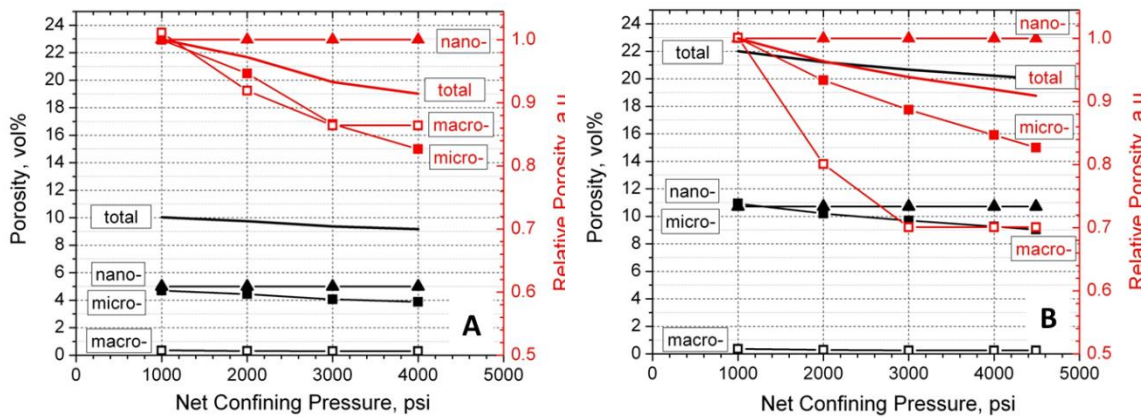 A
24
22
20
18
16
14
12
10
8
6
4
2
0
Porosity, vol%
nano-
total
macro-
micro-
total
nano-
micro-
macro-
1.0
0.9
0.8
0.7
0.6
0.5
Relative Porosity, a.u.
A
0 1000 2000 3000 4000 5000
Net Confining Pressure, psi
B
24
22
20
18
16
14
12
10
8
6
4
2
0
Porosity, vol%
nano-
total
total
micro-
nano-
micro-
macro-
macro-
1.0
0.9
0.8
0.7
0.6
0.5
Relative Porosity, a.u.
B
0 1000 2000 3000 4000 5000
Net Confining Pressure, psi